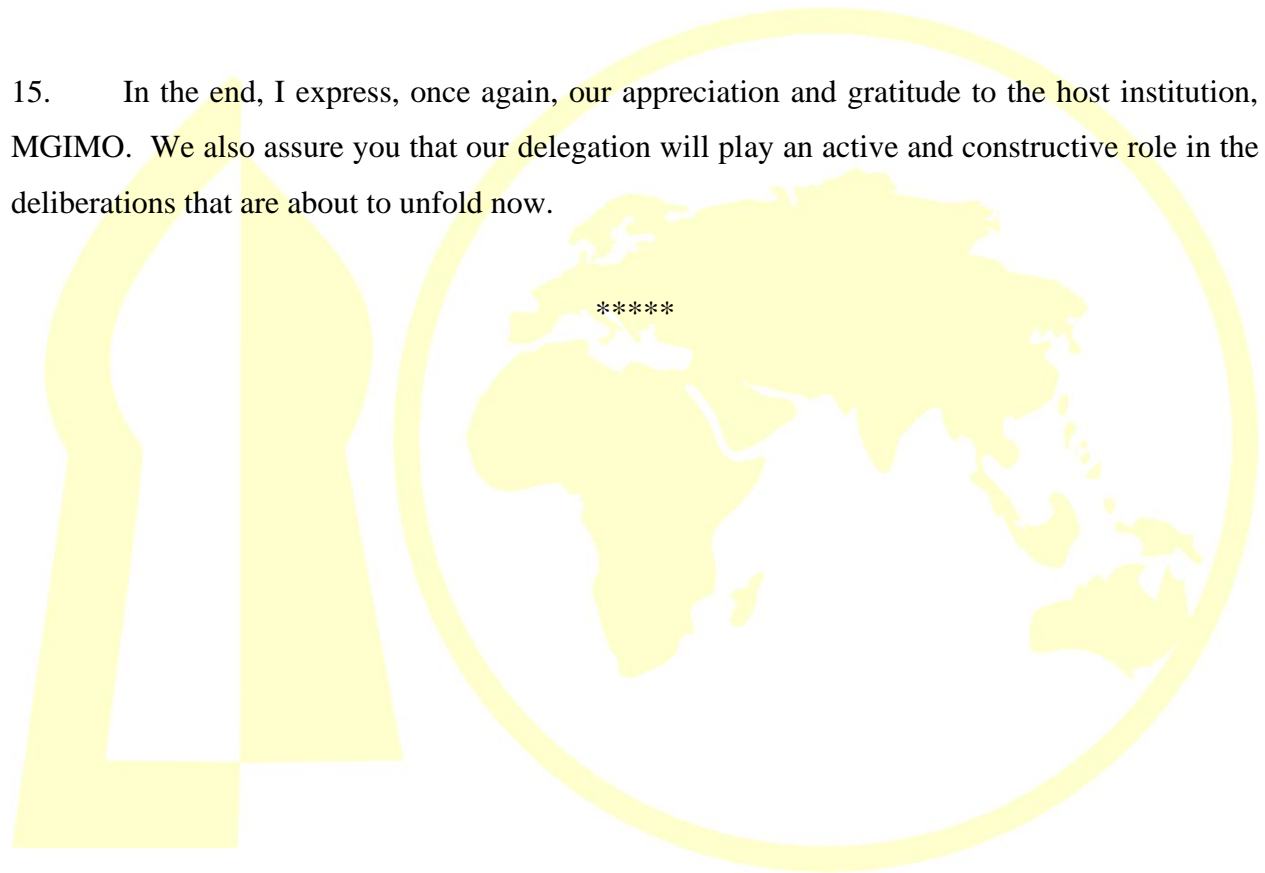 15. In the end, I express, once again, our appreciation and gratitude to the host institution,
MGIMO. We also assure you that our delegation will play an active and constructive role in the
deliberations that are about to unfold now.
*****